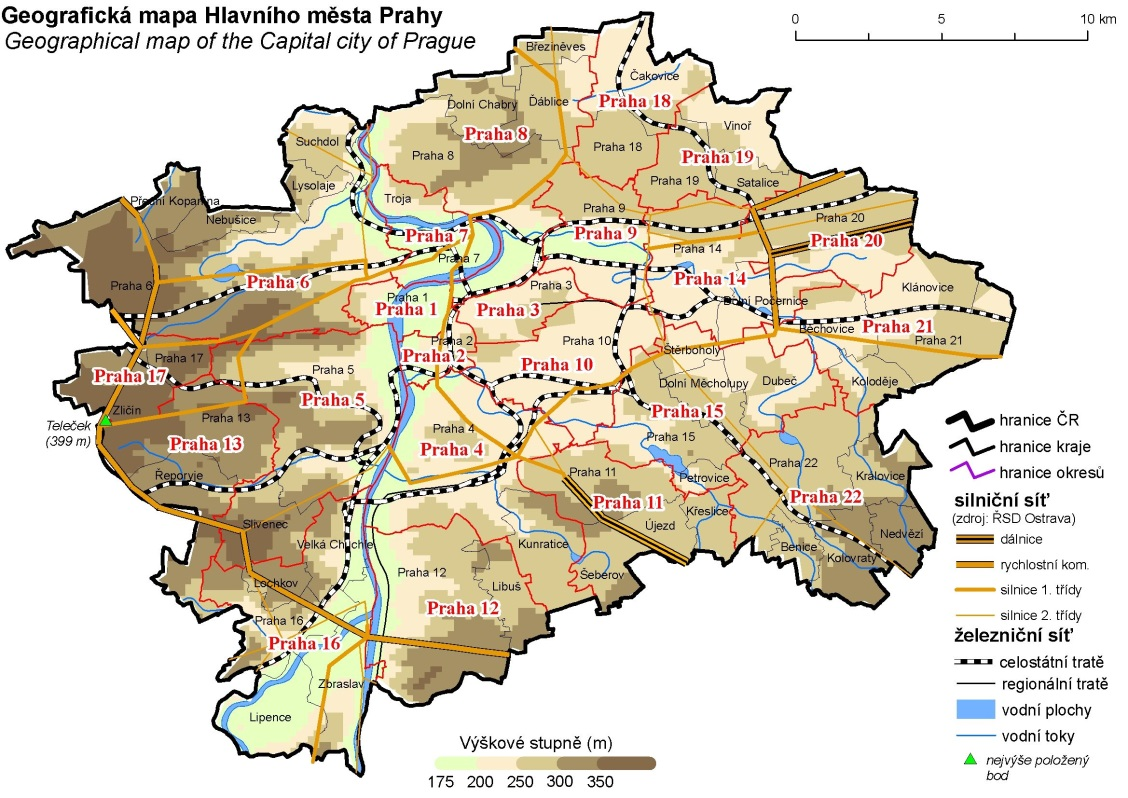 Geografická mapa Hlavního města Prahy
Geographical map of the Capital city of Prague
0 5 10 km
Březiněves
Čakovice
Dolní Chabry
Ďáblice
Praha 18
Vinoř
Praha 8
Suchdol
Praha 8
Praha 18
Praha 19
Lysolaje
Praha 19
Satalice
Přední Kopanina
Troja
Nebušice
Praha 9
Praha 20
Praha 7
Praha 9
Praha 20
Praha 14
Praha 7
Praha 6
Praha 6
Praha 14
Praha 3
Klánovice
Praha 1
Praha 1
Praha 3
Dolní Počernice
Běchovice
Praha 21
Praha 2
Praha 10
Praha 21
Štěrboholy
Praha 17
Praha 2
Praha 5
Praha 10
Praha 17
Dolní Měcholupy
Dubeč
Koloděje
Praha 5
Zličín
Praha 13
Praha 15
Teleček
(399 m)
Praha 4
Praha 13
Praha 4
Praha 15
Praha 22
Řeporyje
Praha 11
Petrovice
Královice
Praha 11
Praha 22
Křeslice
Slivenec
Újezd
Velká Chuchle
Kunratice
Benice
Nedvězí
Kolovraty
Lochkov
Praha 12
Libuš
Šeberov
Praha 12
Praha 16
Praha 16
Zbraslav
Lipence
Výškové stupně (m)
175 200 250 300 350
hranice ČR
hranice kraje
hranice okresů
silniční síť
(zdroj: ŘSD Ostrava)
dálnice
rychlostní kom.
silnice 1. třídy
silnice 2. třídy
železniční síť
celostátní tratě
regionální tratě
vodní plochy
vodní toky
nejvýše položený
bod